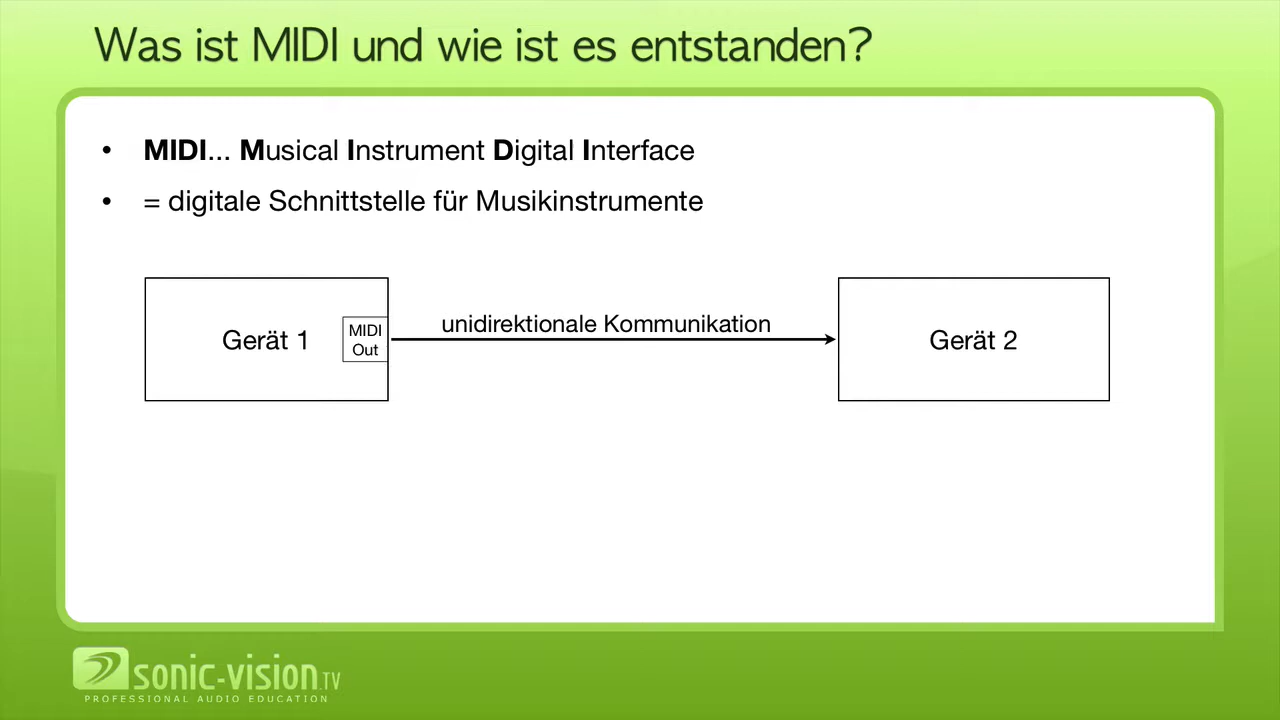 Was ist MIDI und wie ist es entstanden?
• MIDI... Musical Instrument Digital Interface
• = digitale Schnittstelle für Musikinstrumente
Gerät 1
MIDI
Out
unidirektionale Kommunikation
Gerät 2
sonic-vision.TV
PROFESSIONAL AUDIO EDUCATION